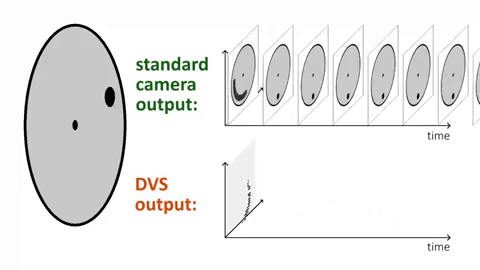 standard
camera
output:
time
DVS
output:
time